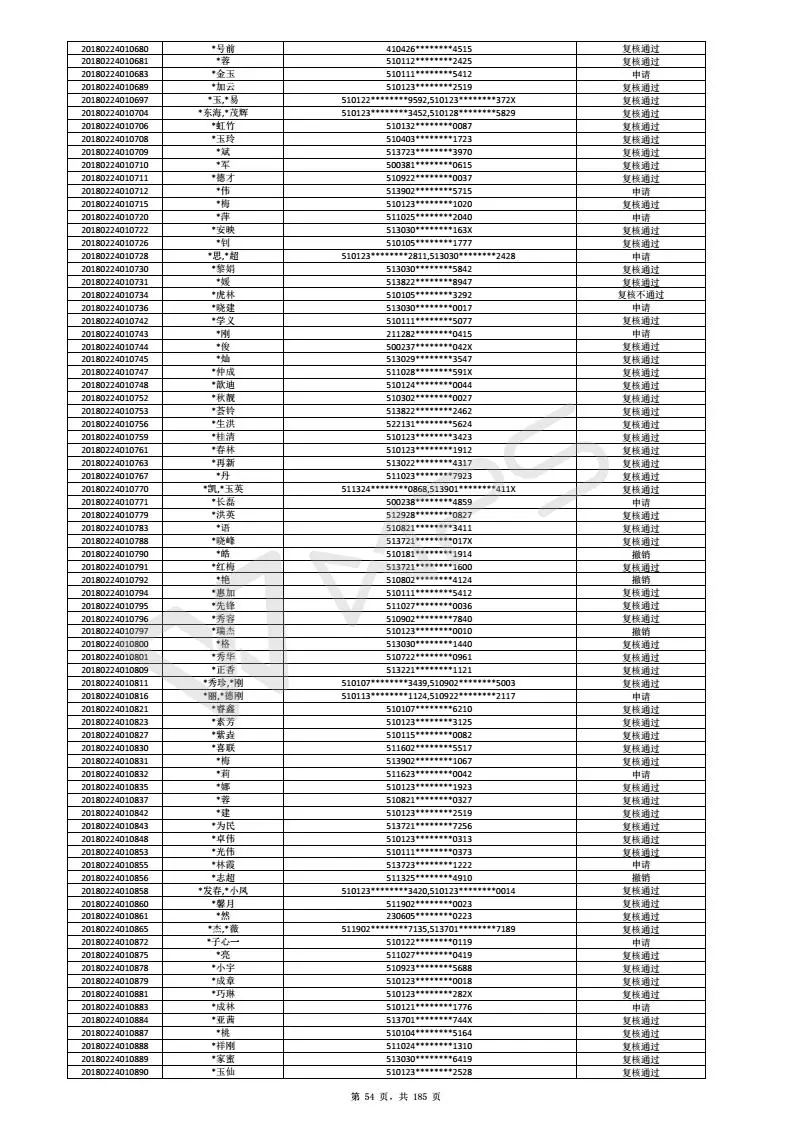 20180224010680 *号前 410426********4515 复核通过
20180224010681 *蓉 510112********2425 复核通过
20180224010683 *金玉 510111********5412 申请
20180224010689 *加云 510123********2519 复核通过
20180224010697 *玉,*易 510122********9592,510123********372X 复核通过
20180224010704 *东海,*茂辉 510123********3452,510128********5829 复核通过
20180224010706 *虹竹 510132********0087 复核通过
20180224010708 *玉玲 510403********1723 复核通过
20180224010709 *斌 513723********3970 复核通过
20180224010710 *军 500381********0615 复核通过
20180224010711 *德才 510922********0037 复核通过
20180224010712 *伟 513902********5715 申请
20180224010715 *梅 510123********1020 复核通过
20180224010720 *萍 511025********2040 申请
20180224010722 *安映 513030********163X 复核通过
20180224010726 *钊 510105********1777 复核通过
20180224010728 *思,*超 510123********2811,513030********2428 申请
20180224010730 *黎娟 513030********5842 复核通过
20180224010731 *媛 513822********8947 复核通过
20180224010734 *虎林 510105********3292 复核不通过
20180224010736 *晓建 513030********0017 申请
20180224010742 *学义 510111********5077 复核通过
20180224010743 *刚 211282********0415 申请
20180224010744 *俊 500237********042X 复核通过
20180224010745 *灿 513029********3547 复核通过
20180224010747 *仲成 511028********591X 复核通过
20180224010748 *歆迪 510124********0044 复核通过
20180224010752 *秋靓 510302********0027 复核通过
20180224010753 *荟铃 513822********2462 复核通过
20180224010756 *生洪 522131********5624 复核通过
20180224010759 *桂清 510123********3423 复核通过
20180224010761 *春林 510123********1912 复核通过
20180224010763 *再新 513022********4317 复核通过
20180224010767 *丹 511023********7923 复核通过
20180224010770 *凯,*玉英 511324********0868,513901********411X 复核通过
20180224010771 *长磊 500238********4859 申请
20180224010779 *洪英 512928********0827 复核通过
20180224010783 *语 510821********3411 复核通过
20180224010788 *晓峰 513721********017X 复核通过
20180224010790 *皓 510181********1914 撤销
20180224010791 *红梅 513721********1600 复核通过
20180224010792 *艳 510802********4124 撤销
20180224010794 *惠加 510111********5412 复核通过
20180224010795 *先锋 511027********0036 复核通过
20180224010796 *秀容 510902********7840 复核通过
20180224010797 *瑞杰 510123********0010 撤销
20180224010800 *格 513030********1440 复核通过
20180224010801 *秀华 510722********0961 复核通过
20180224010809 *正香 513221********1121 复核通过
20180224010811 *秀珍,*刚 510107********3439,510902********5003 复核通过
20180224010816 *丽,*德刚 510113********1124,510922********2117 申请
20180224010821 *睿鑫 510107********6210 复核通过
20180224010823 *素芳 510123********3125 复核通过
20180224010827 *紫垚 510115********0082 复核通过
20180224010830 *喜联 511602********5517 复核通过
20180224010831 *梅 513902********1067 复核通过
20180224010832 *莉 511623********0042 申请
20180224010835 *娜 510123********1923 复核通过
20180224010837 *蓉 510821********0327 复核通过
20180224010842 *建 510123********2519 复核通过
20180224010843 *为民 513721********7256 复核通过
20180224010848 *卓伟 510123********0313 复核通过
20180224010853 *光伟 510111********0373 复核通过
20180224010855 *林霞 513723********1222 申请
20180224010856 *志超 511325********4910 撤销
20180224010858 *发春,*小凤 510123********3420,510123********0014 复核通过
20180224010860 *馨月 511902********0023 复核通过
20180224010861 *然 230605********0223 复核通过
20180224010865 *杰,*薇 511902********7135,513701********7189 复核通过
20180224010872 *子心一 510122********0119 申请
20180224010875 *亮 511027********0419 复核通过
20180224010878 *小宇 510923********5688 复核通过
20180224010879 *成章 510123********0018 复核通过
20180224010881 *巧琳 510123********282X 复核通过
20180224010883 *成林 510121********1776 申请
20180224010884 *亚茜 513701********744X 复核通过
20180224010887 *桃 510104********5164 复核通过
20180224010888 *祥刚 511024********1310 复核通过
20180224010889 *家蜜 513030********6419 复核通过
20180224010890 *玉仙 510123********2528 复核通过
第 54 页，共 185 页